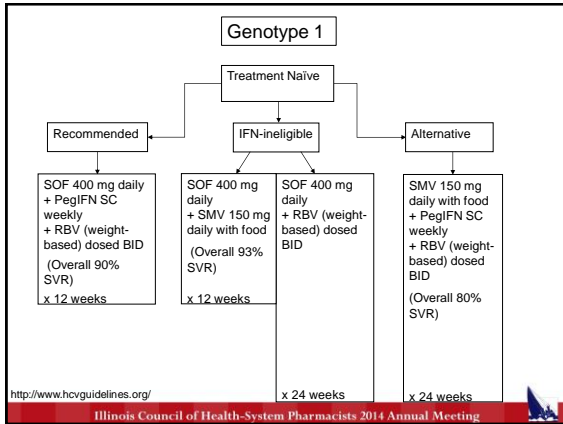 Genotype 1
Treatment Naïve
Recommended
IFN-ineligible
Alternative
SOF 400 mg daily
+ PegIFN SC
weekly
+ RBV (weight-
based) dosed BID
(Overall 90%
SVR)
x 12 weeks
SOF 400 mg
daily
+ SMV 150 mg
daily with food
(Overall 93%
SVR)
x 12 weeks
SOF 400 mg
daily
+ RBV (weight-
based) dosed
BID
x 24 weeks
SMV 150 mg
daily with food
+ PegIFN SC
weekly
+ RBV (weight-
based) dosed
BID
(Overall 80%
SVR)
x 24 weeks
http://www.hcvguidelines.org/
Illinois Council of Health-System Pharmacists 2014 Annual Meeting